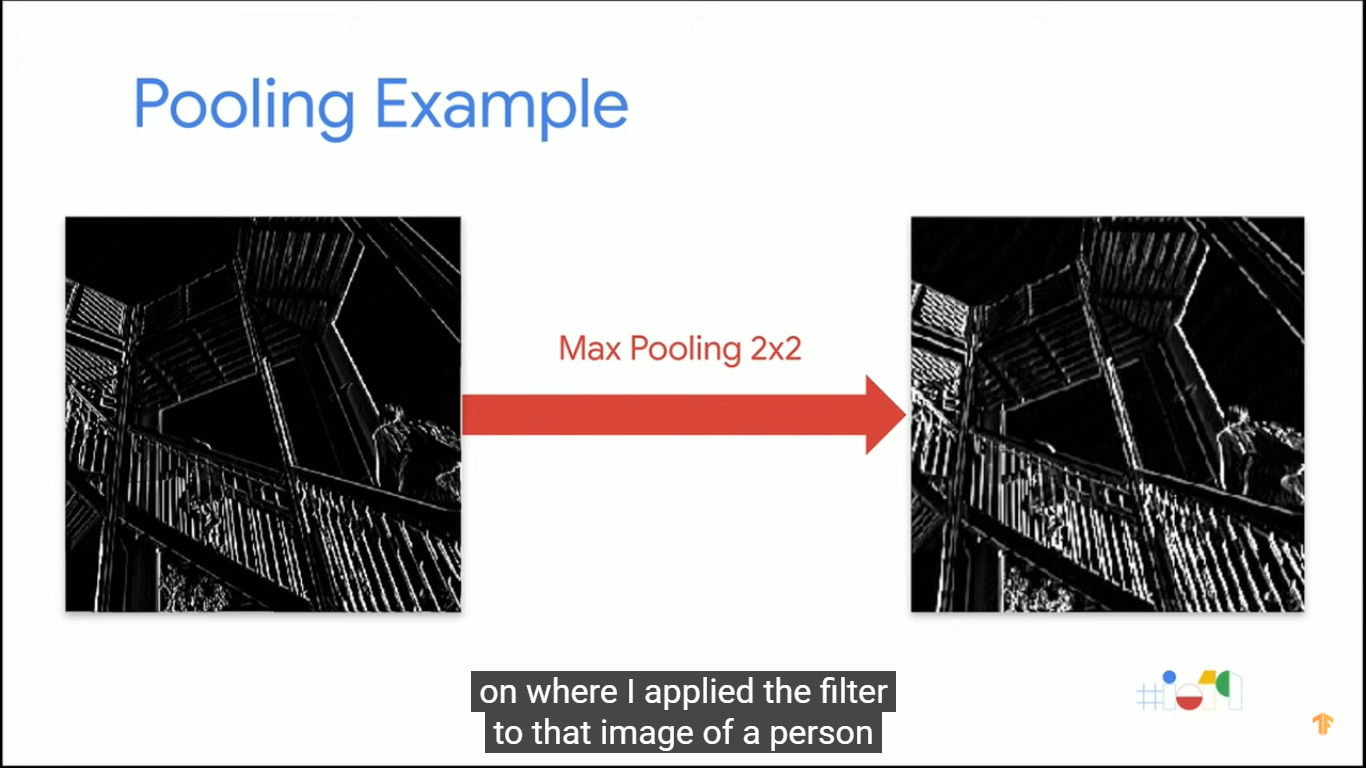 Pooling Example
Max Pooling 2x2
on where I applied the filter
to that image of a person